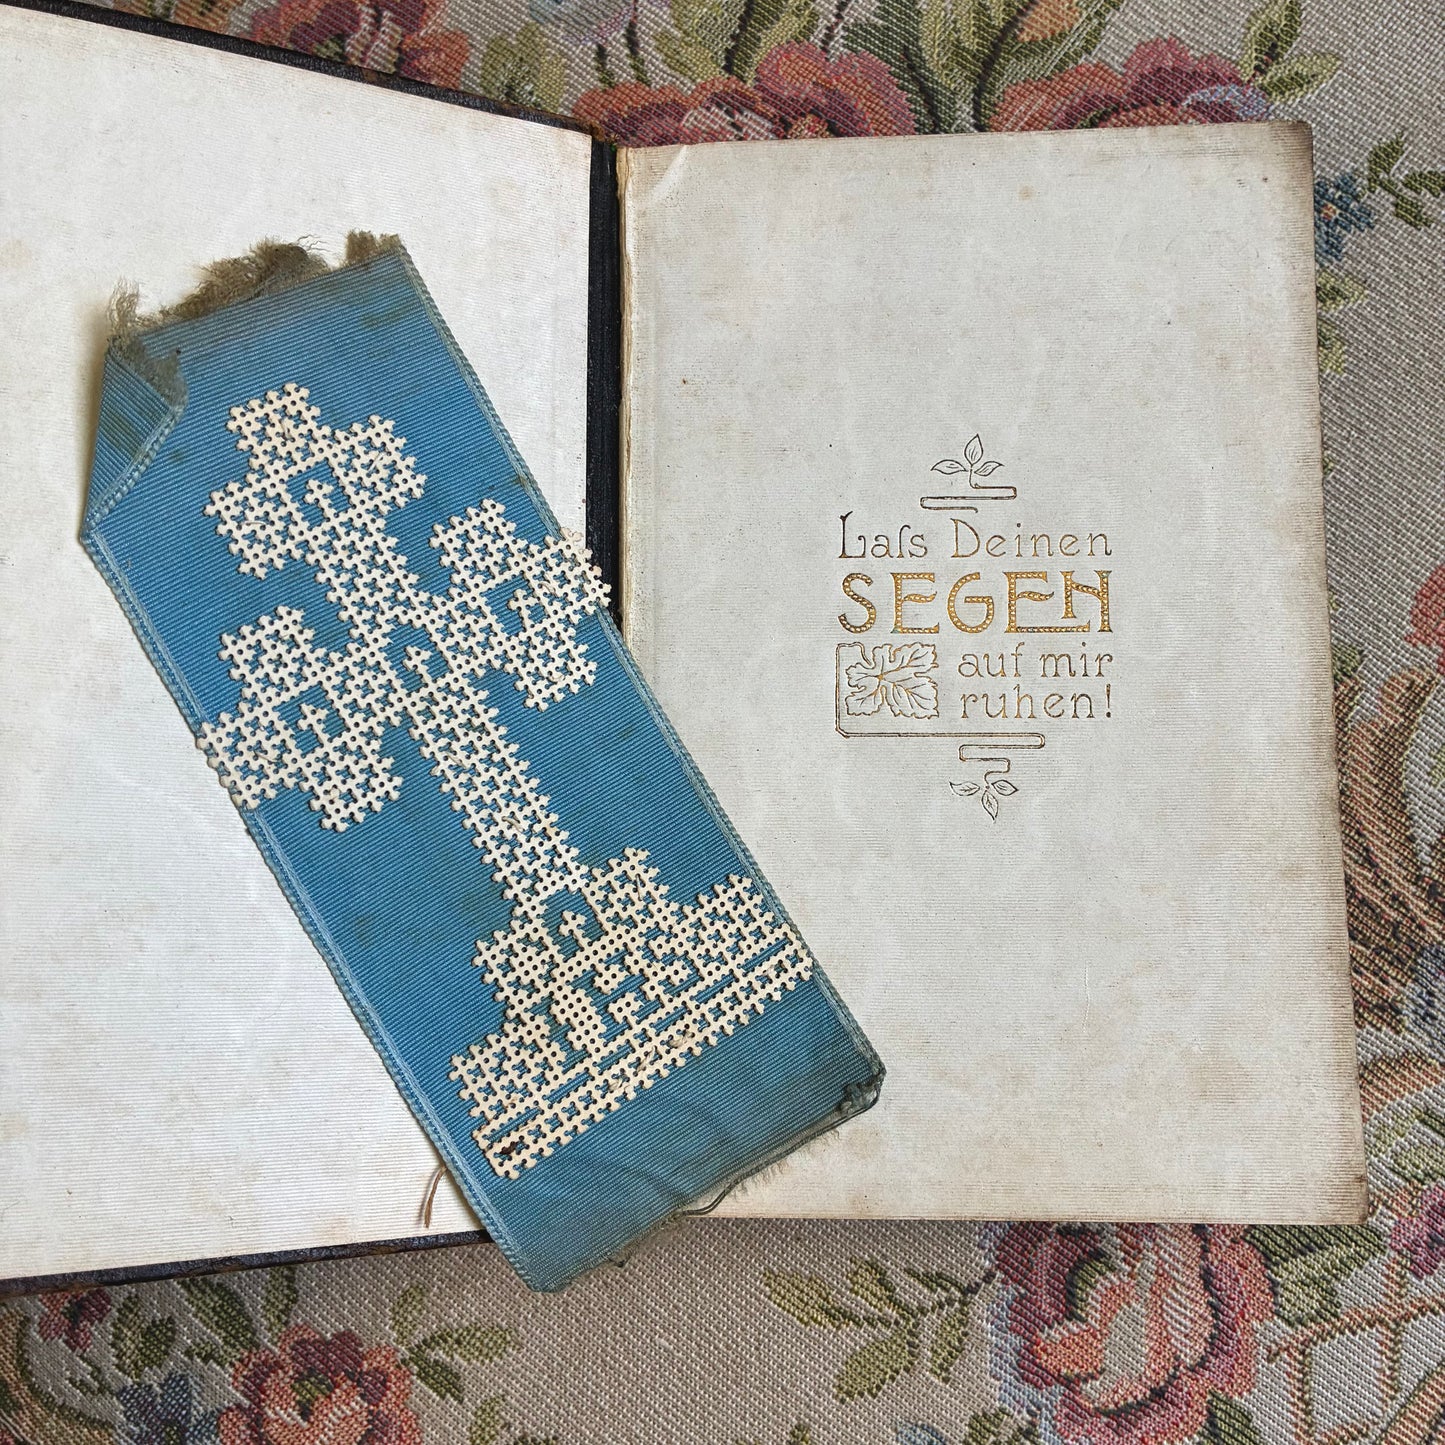 Laſs Deinen
SEGEN
auf mir
ruhen!